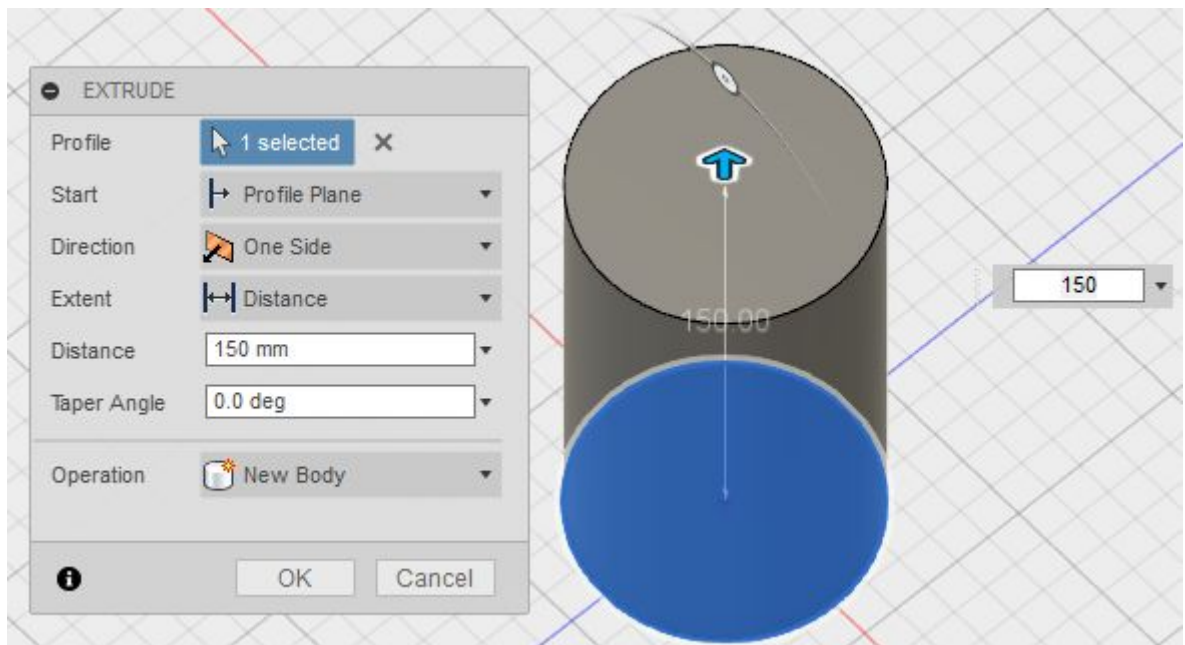 EXTRUDE
Profile 1 selected
Start Profile Plane
Direction One Side
Extent Distance
Distance 150 mm
Taper Angle 0.0 deg
Operation New Body
OK Cancel
150.00
150